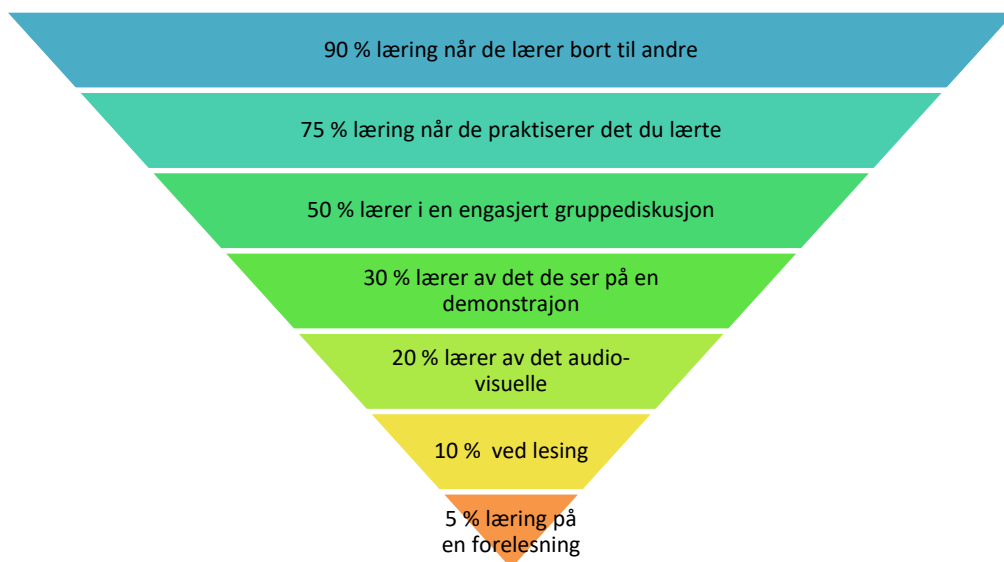 90 % læring når de lærer bort til andre
75 % læring når de praktiserer det du lærte
50 % lærer i en engasjert gruppediskusjon
30 % lærer av det de ser på en
demonstrajon
20 % lærer av det audio-
visuelle
10 %  ved lesing
5 % læring på
en forelesning